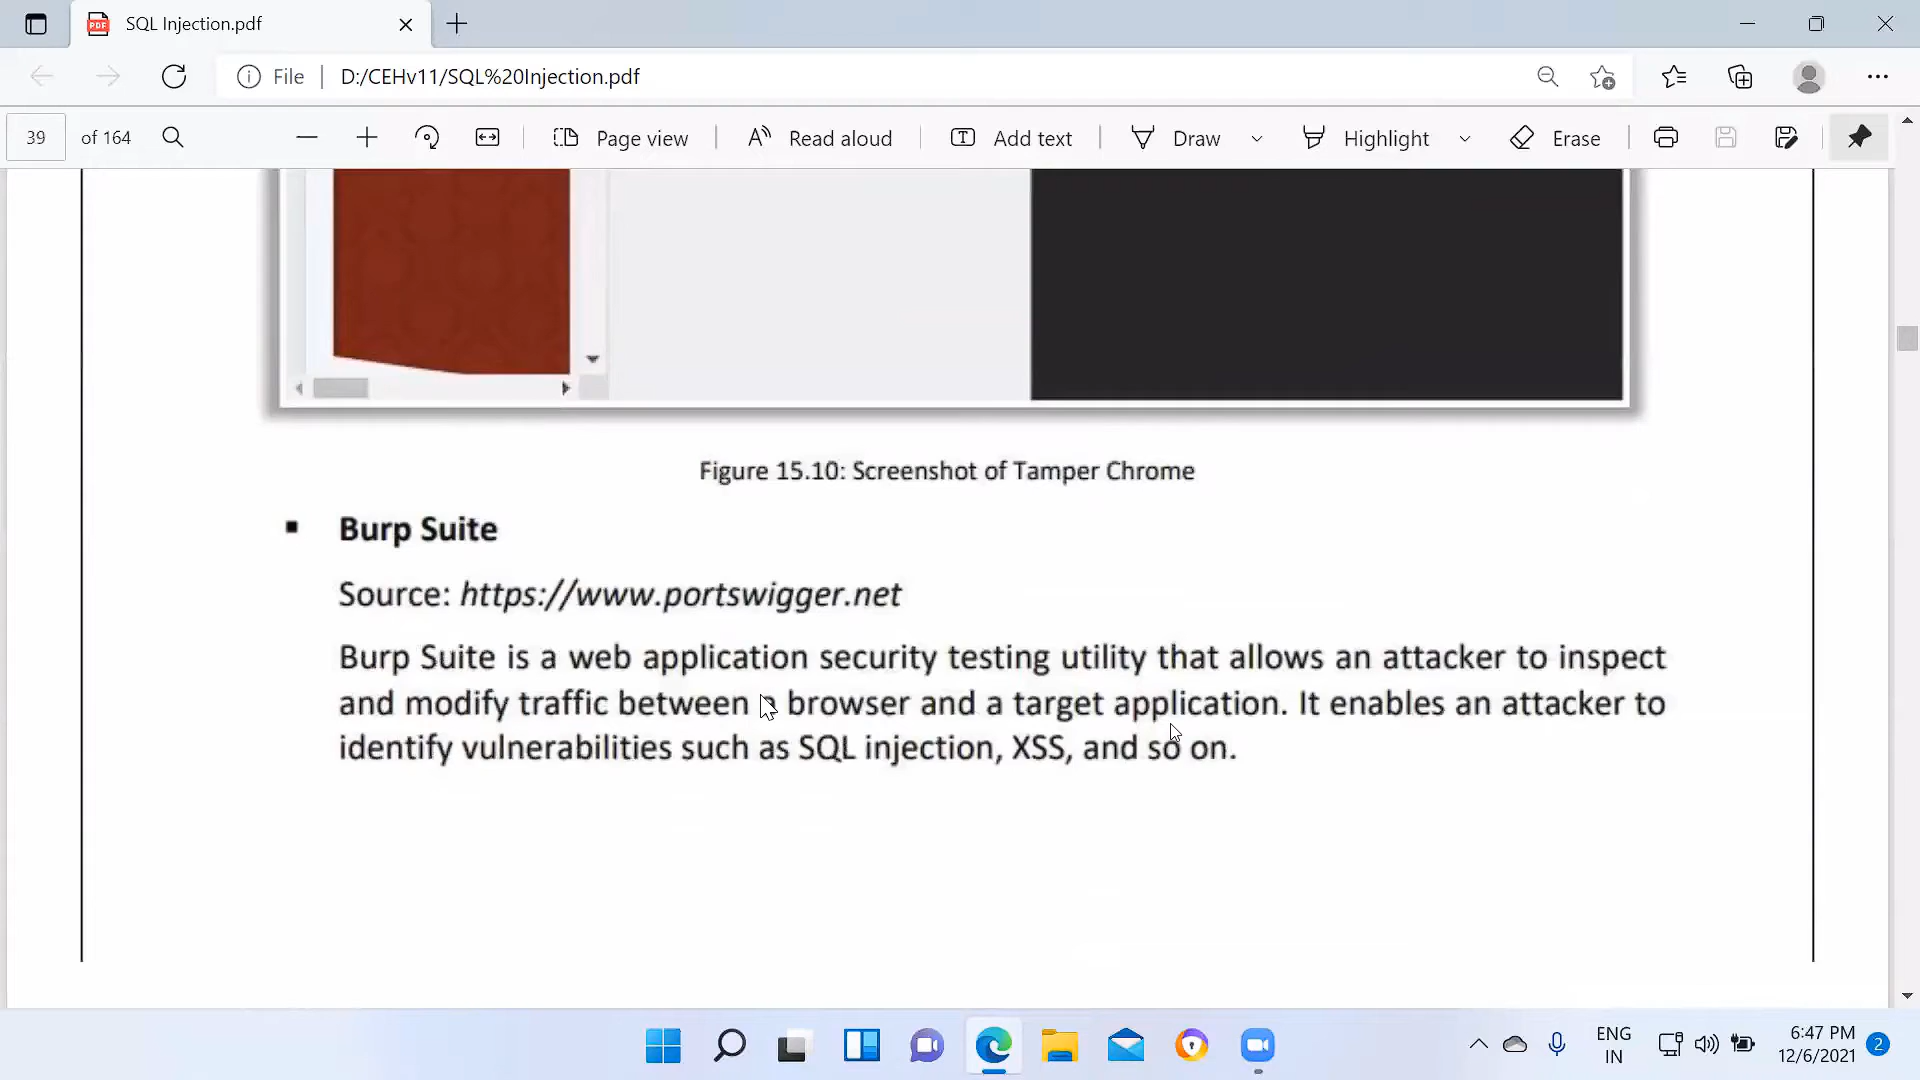 SQL Injection.pdf
File
D:/CEHv11/SQL%20Injection.pdf
39 of 164
Page view
Read aloud
Add text
Draw
Highlight
Erase
Figure 15.10: Screenshot of Tamper Chrome
Burp Suite
Source: https://www.portswigger.net
Burp Suite is a web application security testing utility that allows an attacker to inspect
and modify traffic between a browser and a target application. It enables an attacker to
identify vulnerabilities such as SQL injection, XSS, and so on.
ENG
IN
6:47 PM
12/6/2021
2